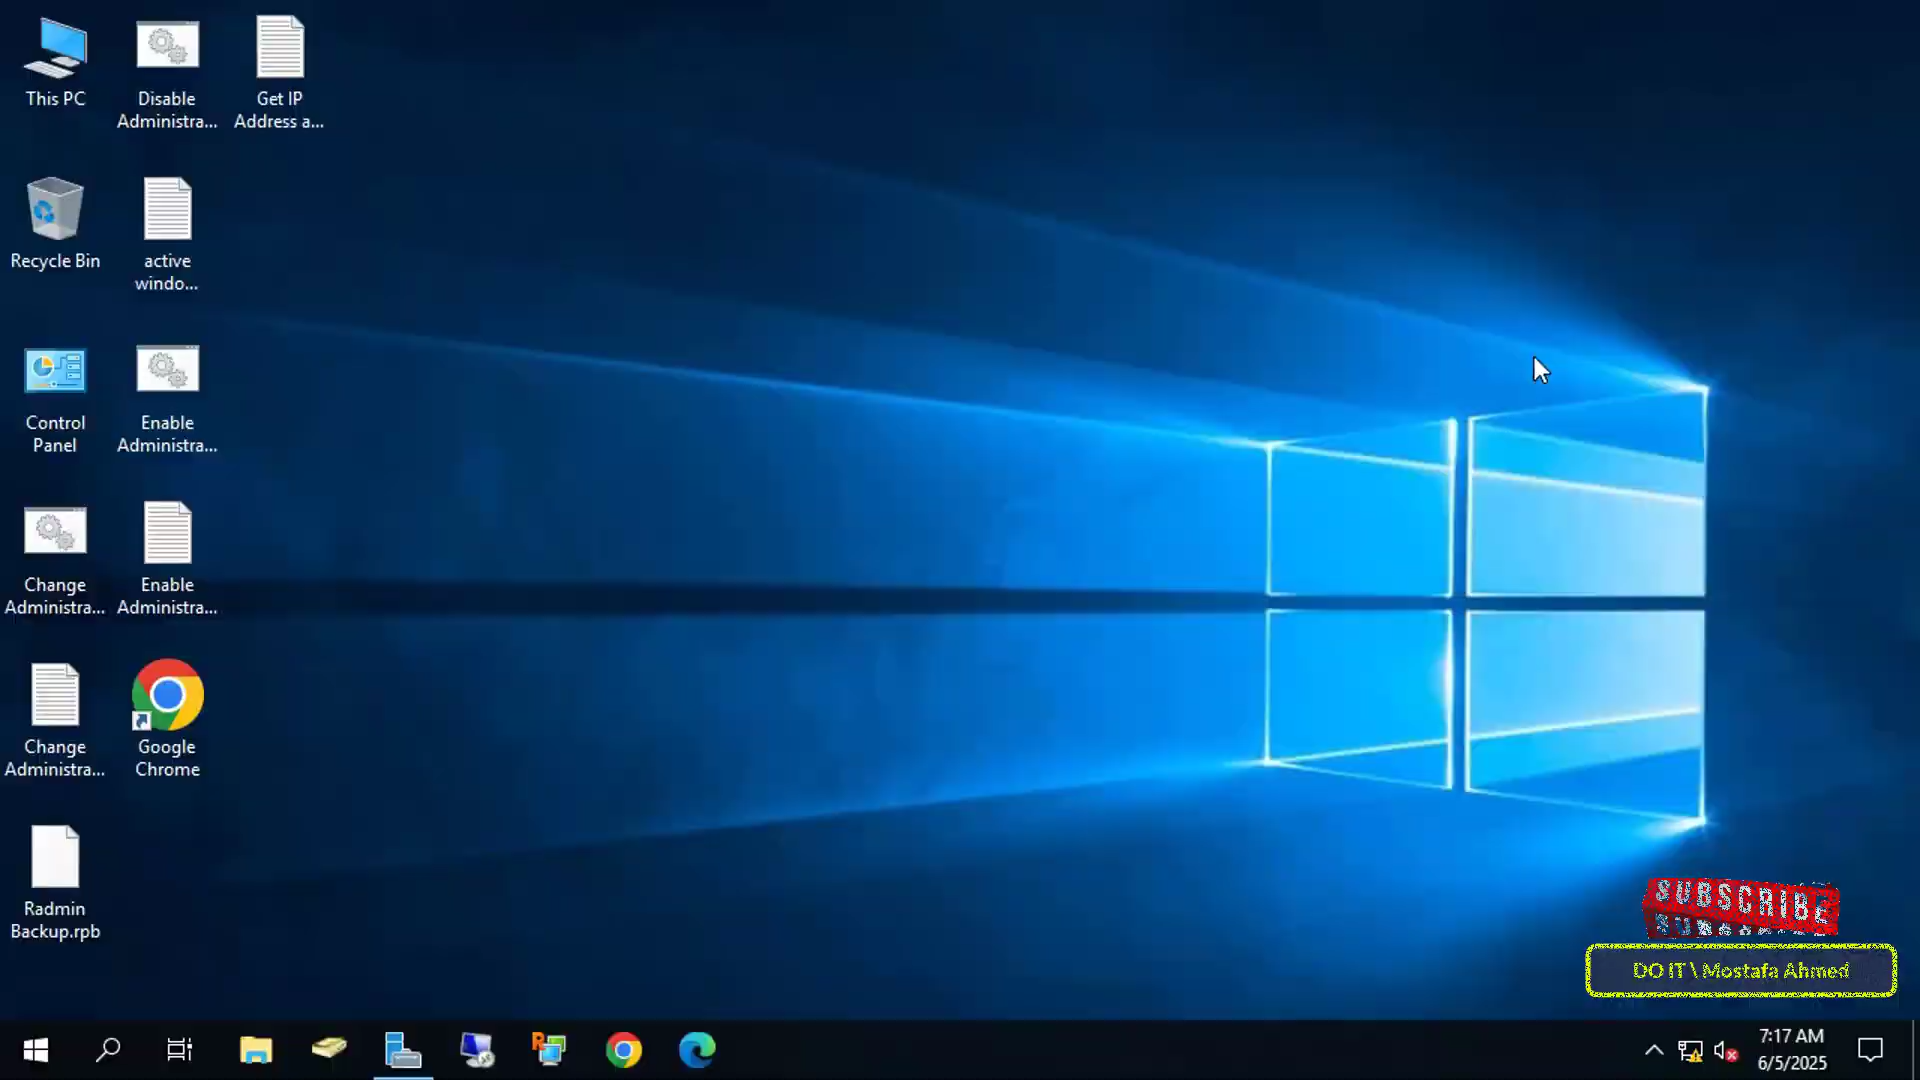 This PC
Disable
Administra...
Get IP
Address a...
Recycle Bin
active
windo...
Control
Panel
Enable
Administra...
Change
Administra...
Enable
Administra...
Change
Administra...
Google
Chrome
Radmin
Backup.rpb
SUBSCRIBE
DO IT \ Mostafa Ahmed
7:17 AM
6/5/2025